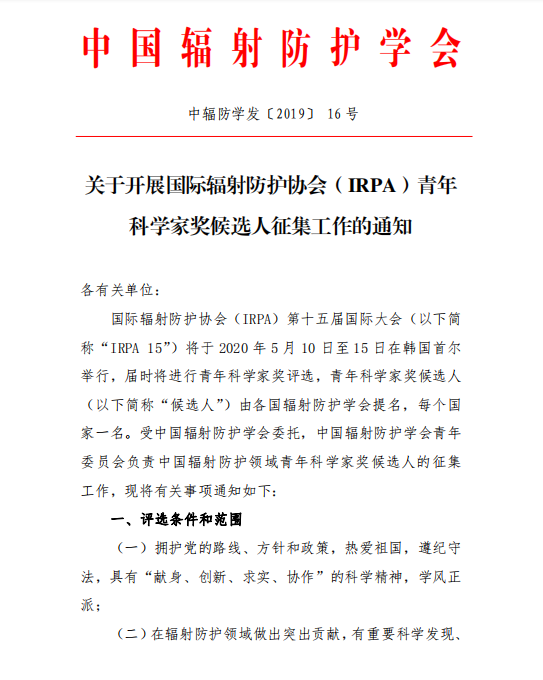 中国辐射防护学会
中辐防学发〔2019〕 16号
关于开展国际辐射防护协会（IRPA）青年
科学家奖候选人征集工作的通知
各有关单位：
国际辐射防护协会（IRPA）第十五届国际大会（以下简
称“IRPA 15”）将于 2020 年 5 月 10 日至 15 日在韩国首尔
举行，届时将进行青年科学家奖评选，青年科学家奖候选人
（以下简称“候选人”）由各国辐射防护学会提名，每个国
家一名。受中国辐射防护学会委托，中国辐射防护学会青年
委员会负责中国辐射防护领域青年科学家奖候选人的征集
工作，现将有关事项通知如下：
一、评选条件和范围
（一）拥护党的路线、方针和政策，热爱祖国，遵纪守
法，具有“献身、创新、求实、协作”的科学精神，学风正
派；
（二）在辐射防护领域做出突出贡献，有重要科学发现、